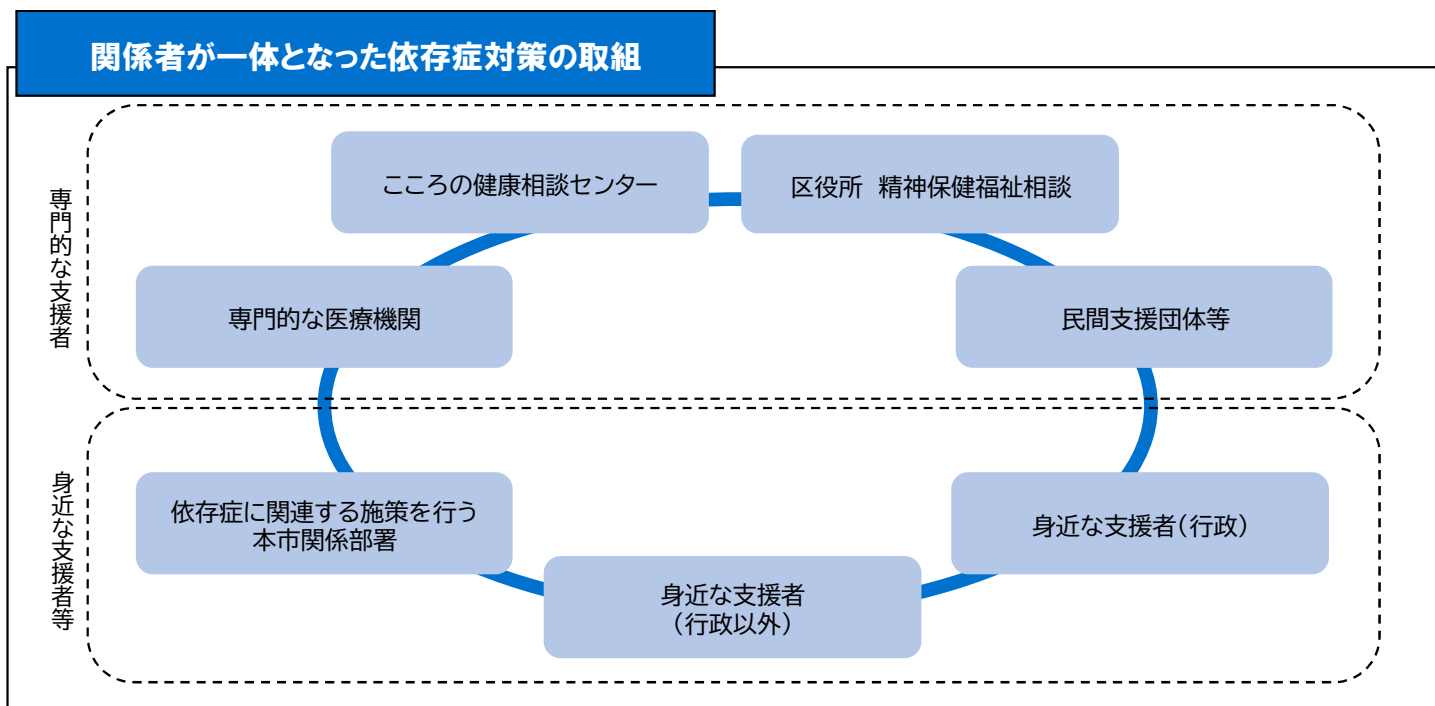 関係者が一体となった依存症対策の取組
専門的な支援者
こころの健康相談センター
区役所 精神保健福祉相談
専門的な医療機関
民間支援団体等
身近な支援者等
依存症に関連する施策を行う
本市関係部署
身近な支援者(行政)
身近な支援者
(行政以外)